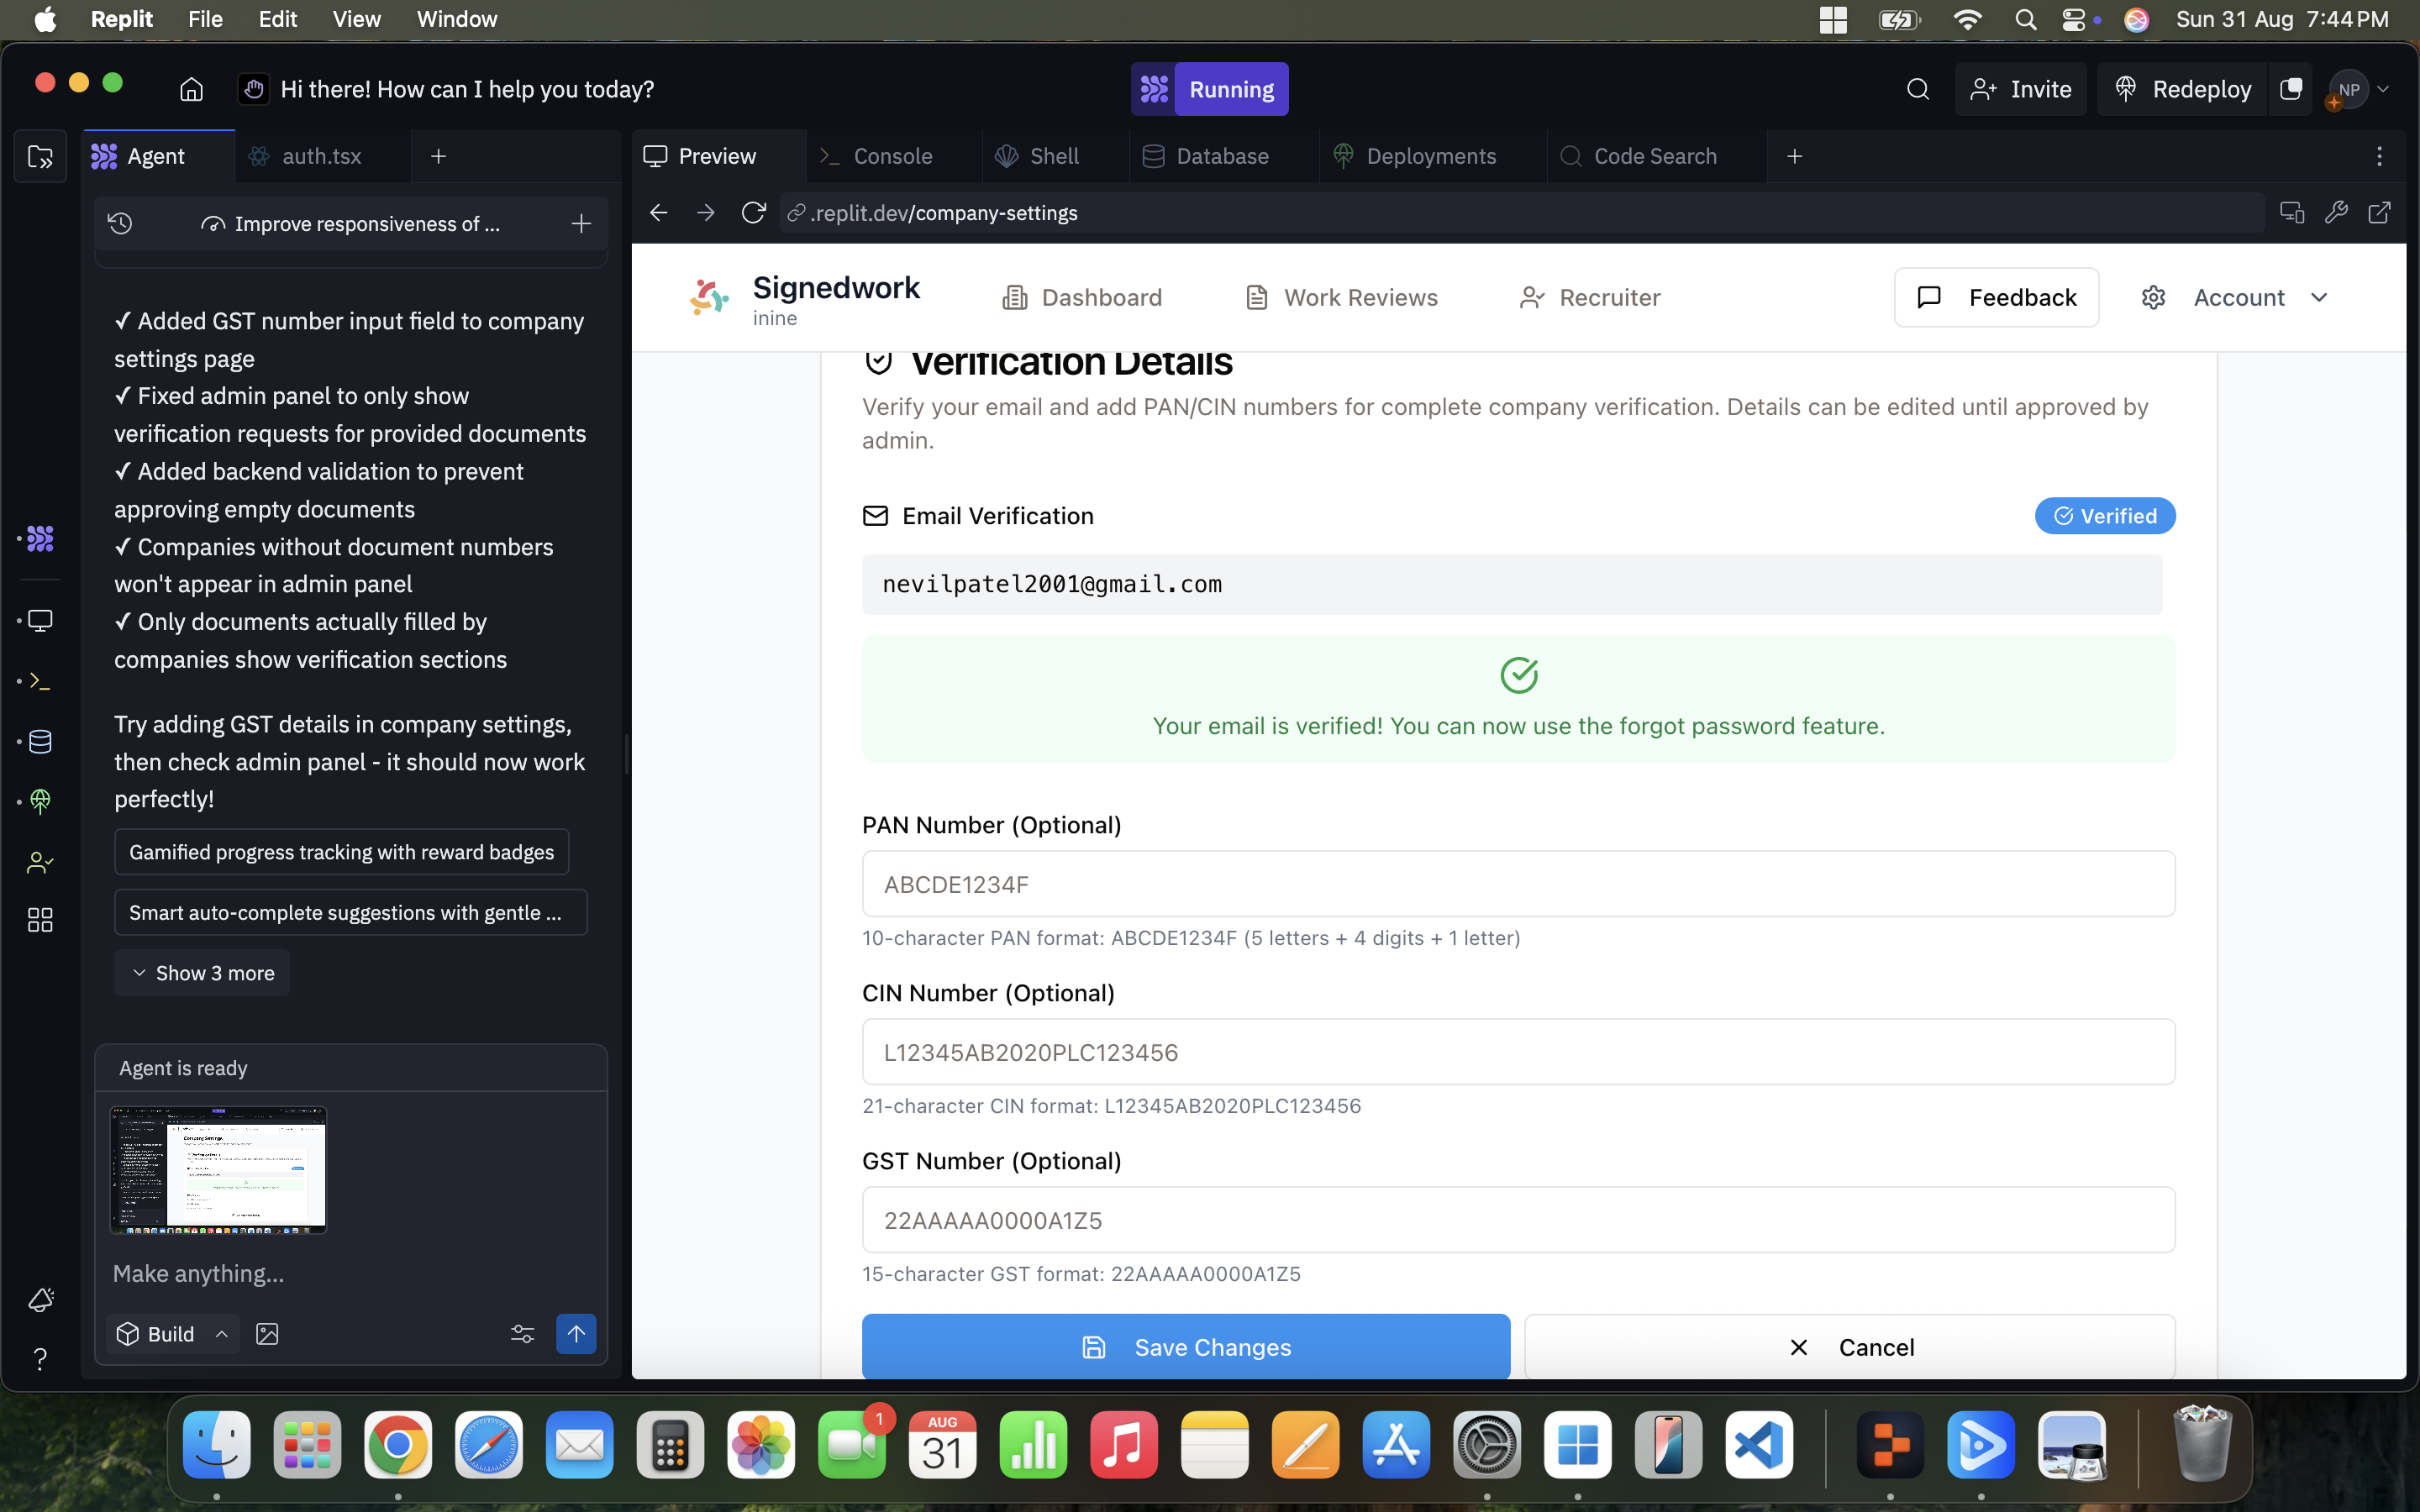 Replit File Edit View Window Sun 31 Aug 7:44 PM
Hi there! How can I help you today? Running Invite Redeploy NP
Agent auth.tsx
Preview Console Shell Database Deployments Code Search
Improve responsiveness of ...
.replit.dev/company-settings
✓ Added GST number input field to company
settings page
✓ Fixed admin panel to only show
verification requests for provided documents
✓ Added backend validation to prevent
approving empty documents
✓ Companies without document numbers
won't appear in admin panel
✓ Only documents actually filled by
companies show verification sections
Try adding GST details in company settings,
then check admin panel - it should now work
perfectly!
Gamified progress tracking with reward badges
Smart auto-complete suggestions with gentle ...
Show 3 more
Agent is ready
Make anything...
Build
?
Signedwork
inine
Dashboard Work Reviews Recruiter Feedback Account
Verification Details
Verify your email and add PAN/CIN numbers for complete company verification. Details can be edited until approved by
admin.
Email Verification Verified
nevilpatel2001@gmail.com
Your email is verified! You can now use the forgot password feature.
PAN Number (Optional)
ABCDE1234F
10-character PAN format: ABCDE1234F (5 letters + 4 digits + 1 letter)
CIN Number (Optional)
L12345AB2020PLC123456
21-character CIN format: L12345AB2020PLC123456
GST Number (Optional)
22AAAAA0000A1Z5
15-character GST format: 22AAAAA0000A1Z5
Save Changes Cancel
1
AUG
31